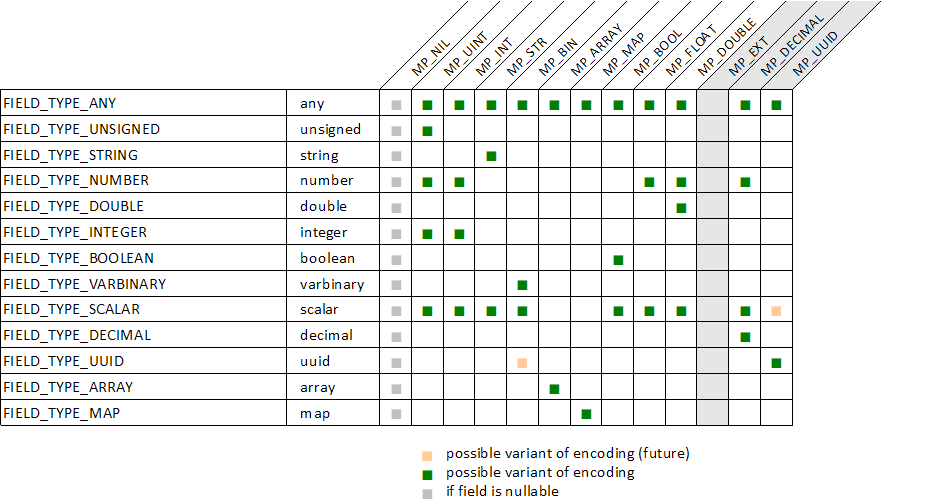 MP_NIL
MP_UINT
MP_INT
MP_STR
MP_BIN
MP_ARRAY
MP_MAP
MP_BOOL
MP_FLOAT
MP_DOUBLE
MP_EXT
MP_DECIMAL
MP_UUID
FIELD_TYPE_ANY any
FIELD_TYPE_UNSIGNED unsigned
FIELD_TYPE_STRING string
FIELD_TYPE_NUMBER number
FIELD_TYPE_DOUBLE double
FIELD_TYPE_INTEGER integer
FIELD_TYPE_BOOLEAN boolean
FIELD_TYPE_VARBINARY varbinary
FIELD_TYPE_SCALAR scalar
FIELD_TYPE_DECIMAL decimal
FIELD_TYPE_UUID uuid
FIELD_TYPE_ARRAY array
FIELD_TYPE_MAP map
possible variant of encoding (future)
possible variant of encoding
if field is nullable